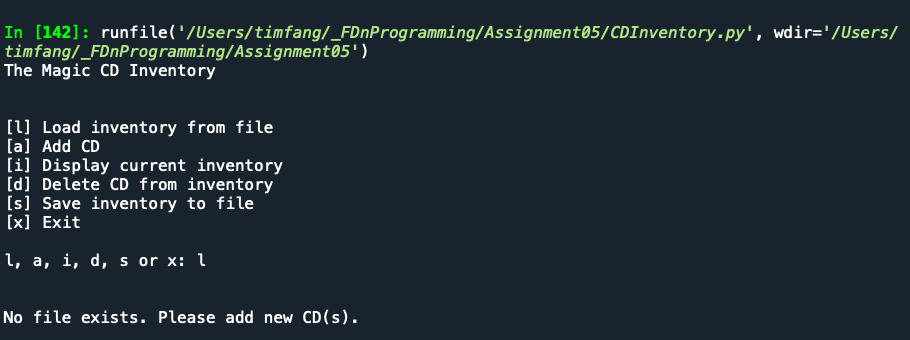 In [142]: runfile('/Users/timfang/_FDnProgramming/Assignment05/CDInventory.py', wdir='/Users/
timfang/_FDnProgramming/Assignment05')
The Magic CD Inventory
[l] Load inventory from file
[a] Add CD
[i] Display current inventory
[d] Delete CD from inventory
[s] Save inventory to file
[x] Exit
l, a, i, d, s or x: l
No file exists. Please add new CD(s).